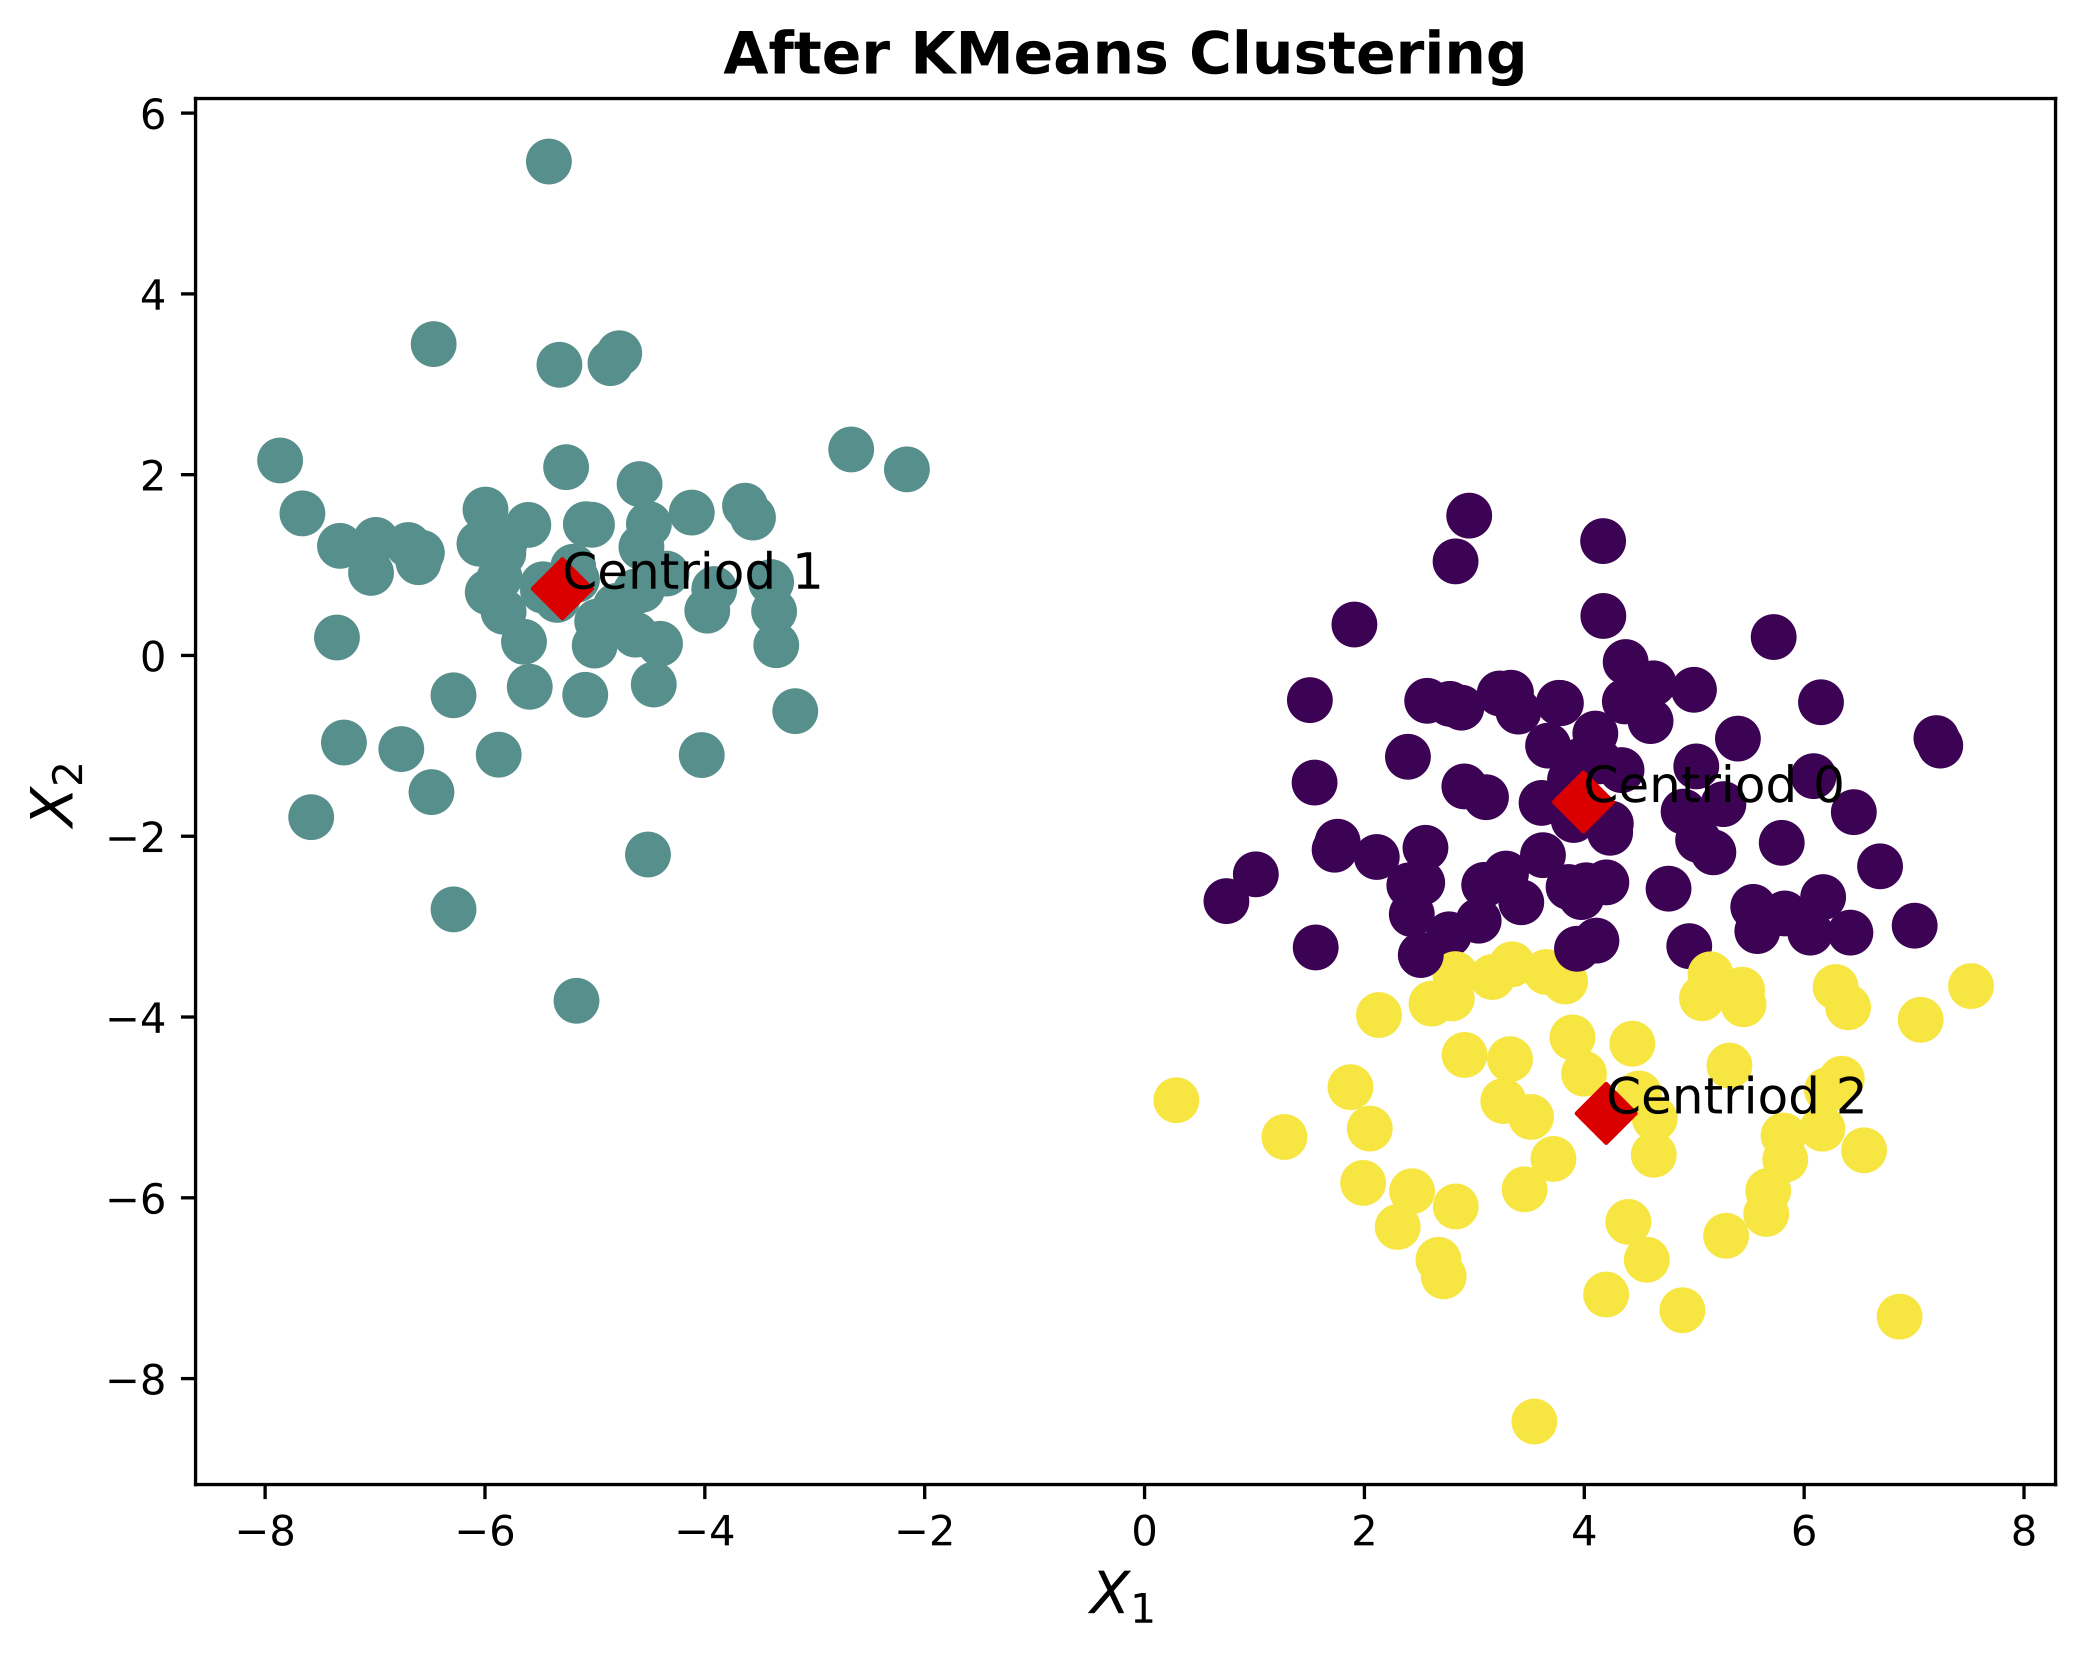 After KMeans Clustering
6
4
2
0
−2
−4
−6
−8
X₂
Centriod 1
Centriod 0
Centriod 2
−8 −6 −4 −2 0 2 4 6 8
X₁